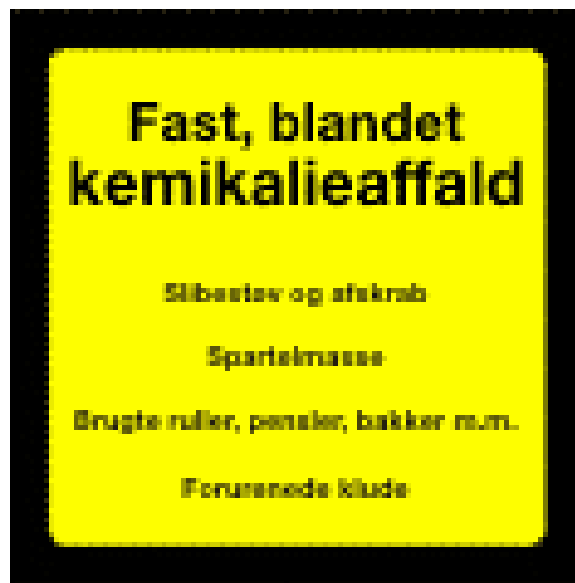 Fast, blandet
kemikalieaffald
Slibestøv og afskrab
Spartelmasse
Brugte ruller, pensler, bakker m.m.
Forurenede klude